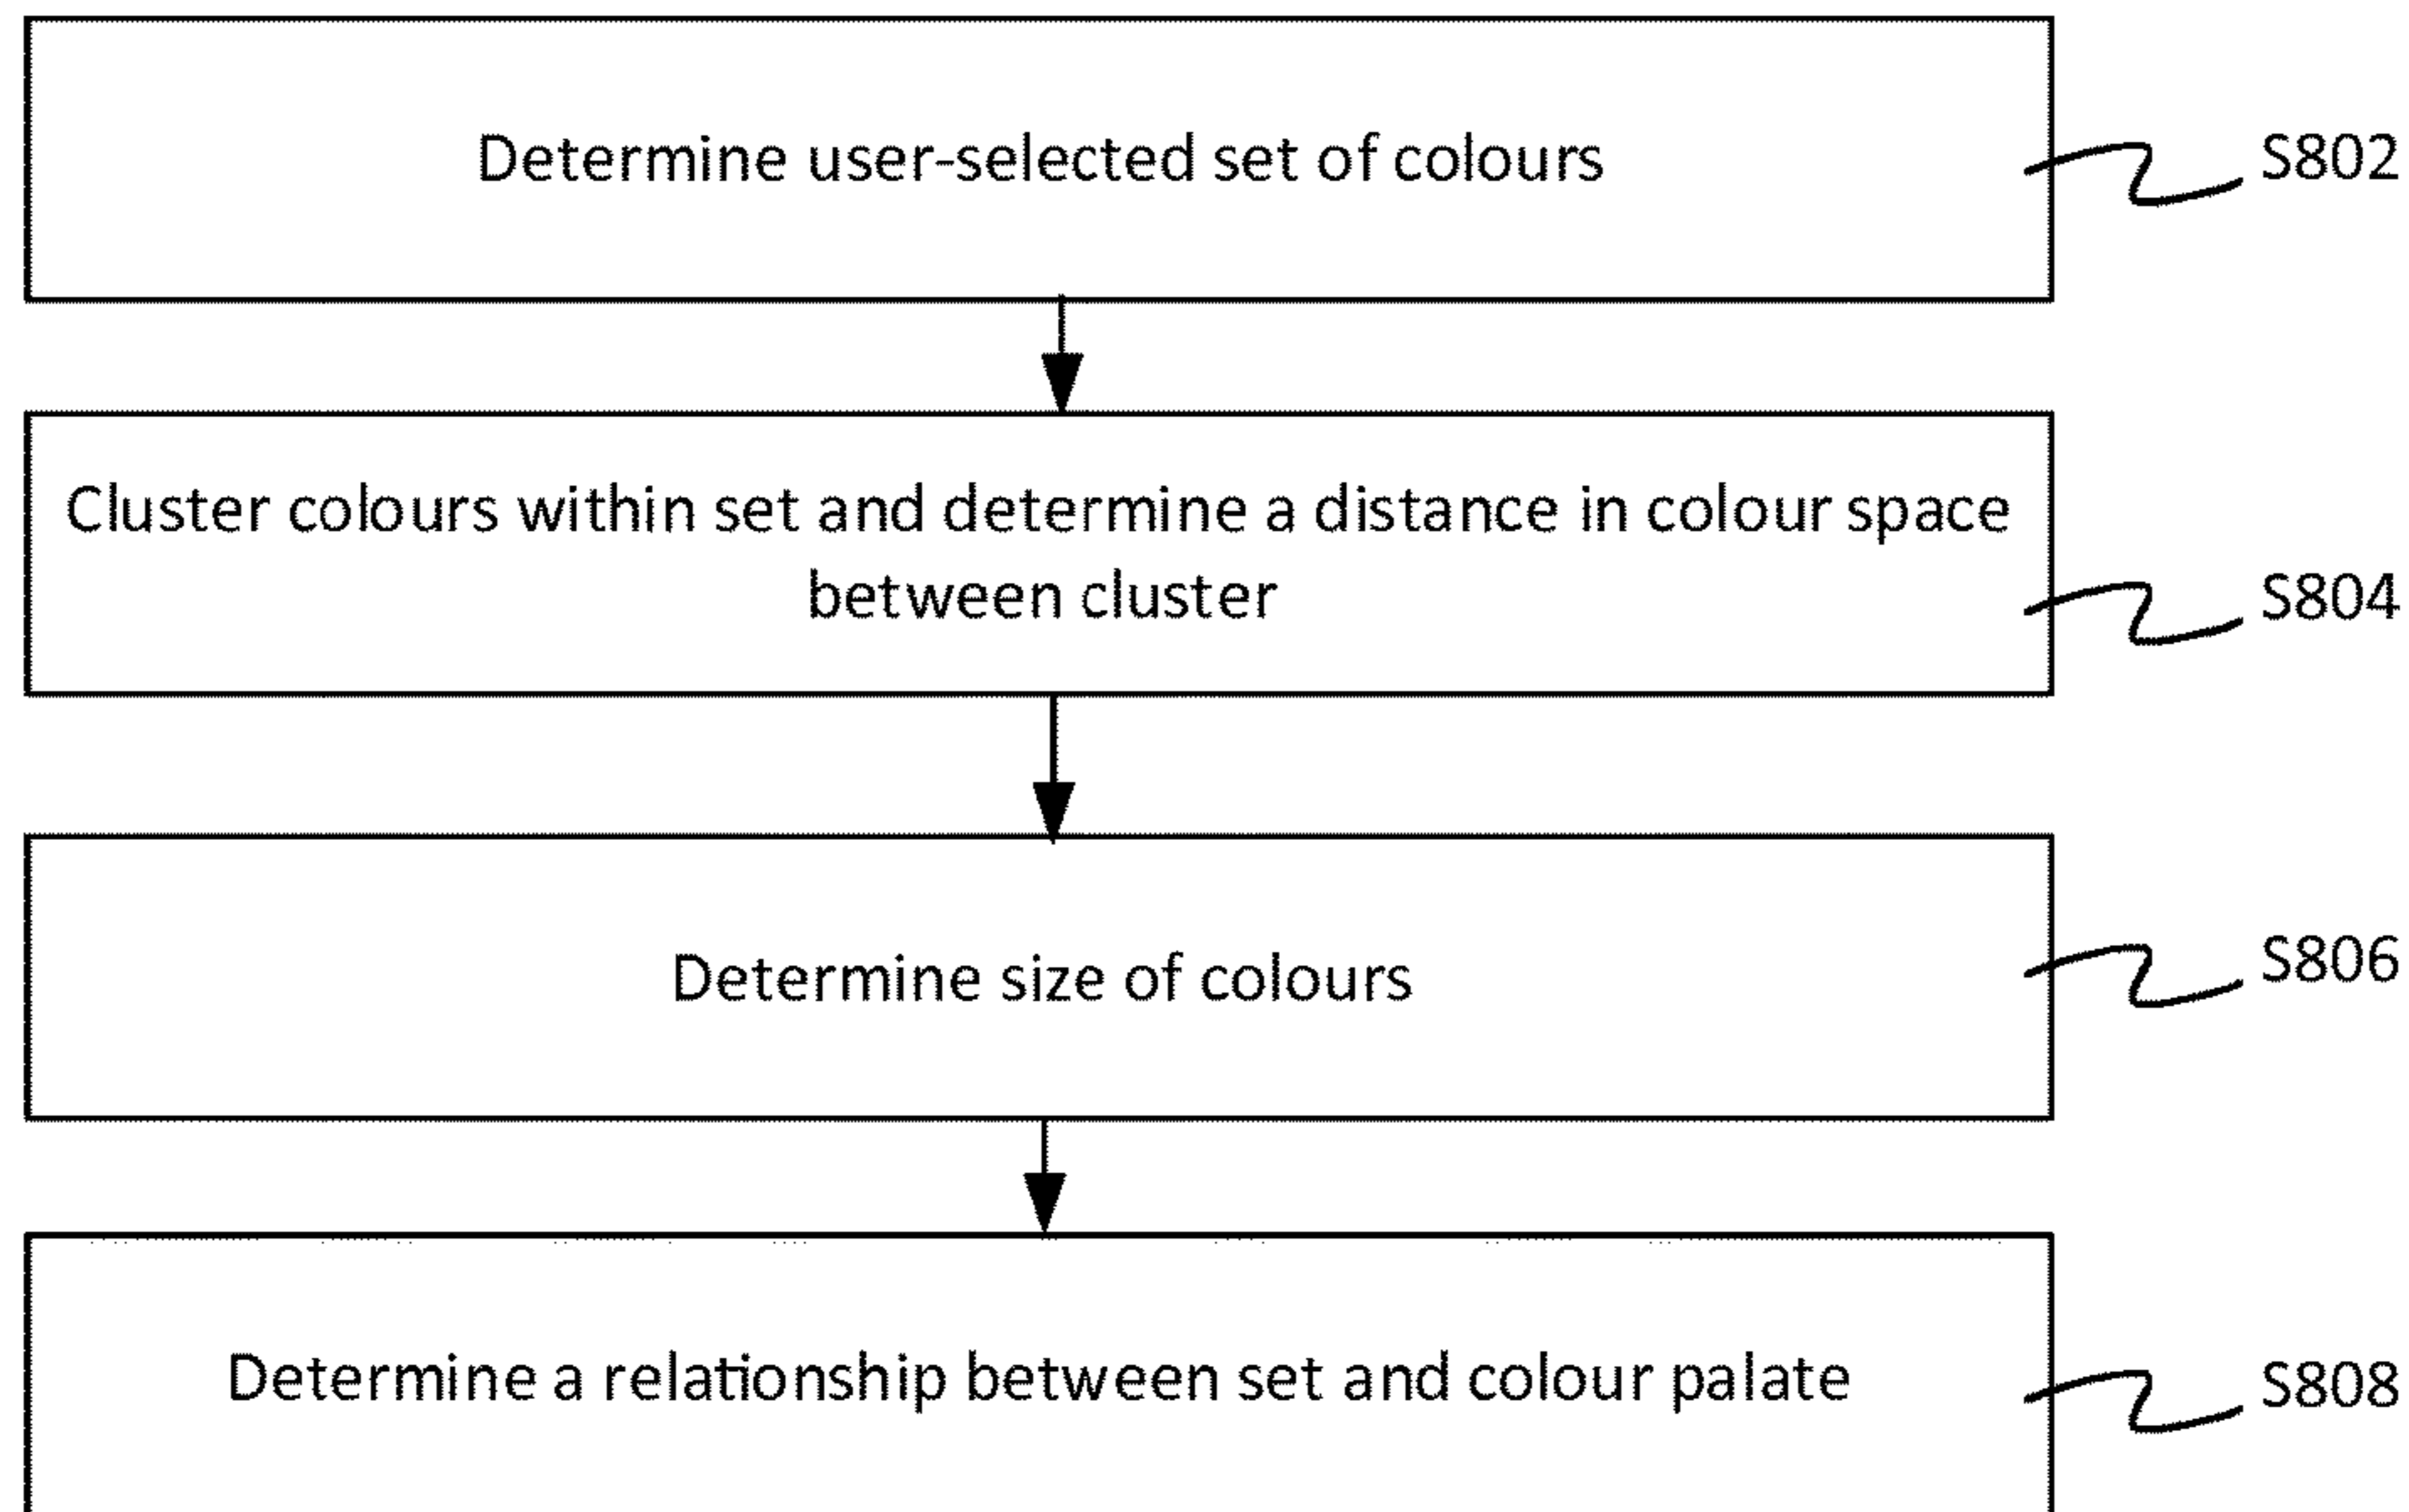 Determine user-selected set of colours
S802
Cluster colours within set and determine a distance in colour space
between cluster
S804
Determine size of colours
S806
Determine a relationship between set and colour palate
S808